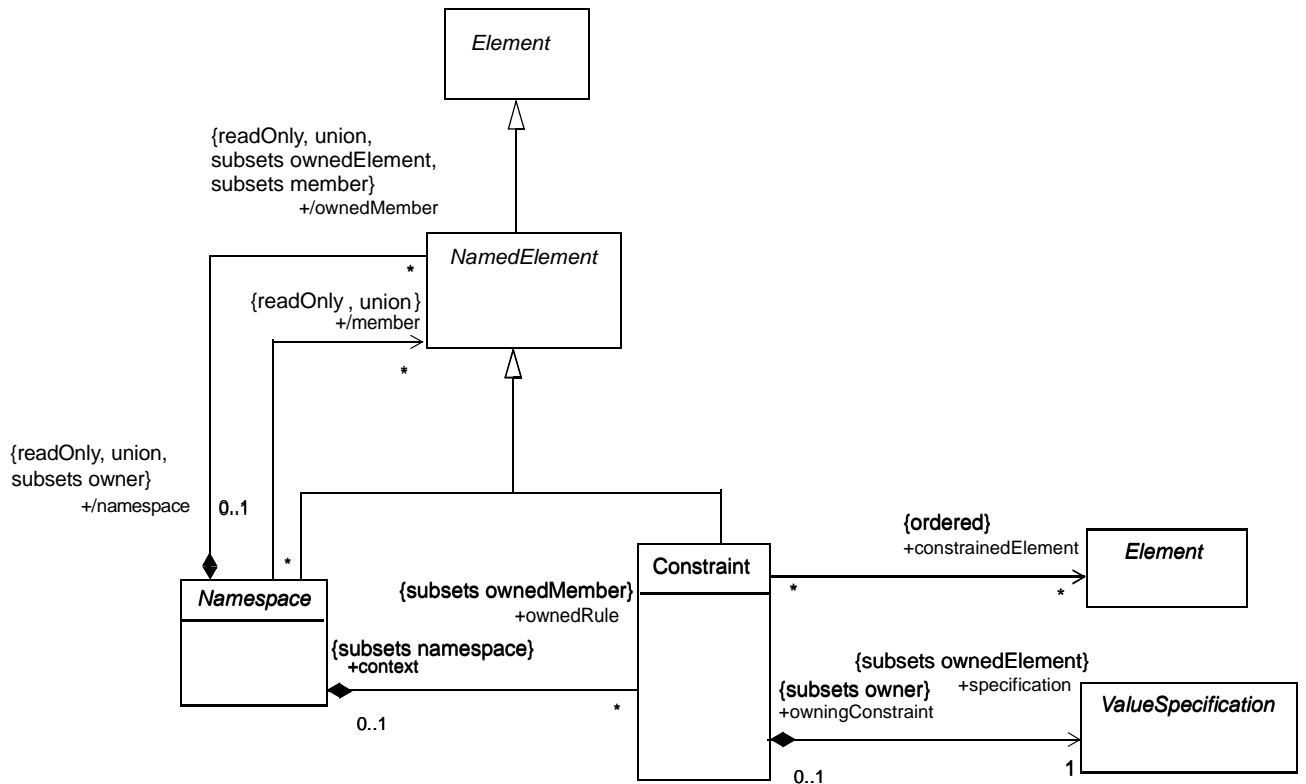 Element
{readOnly, union,
subsets ownedElement,
subsets member}
+/ownedMember
NamedElement
*
{readOnly , union}
+/member
*
{readOnly, union,
subsets owner}
+/namespace
0..1
*
Namespace
{subsets ownedMember}
+ownedRule
{subsets namespace}
+context
0..1
*
Constraint
{ordered}
+constrainedElement
*
*
Element
{subsets ownedElement}
+specification
{subsets owner}
+owningConstraint
0..1
1
ValueSpecification